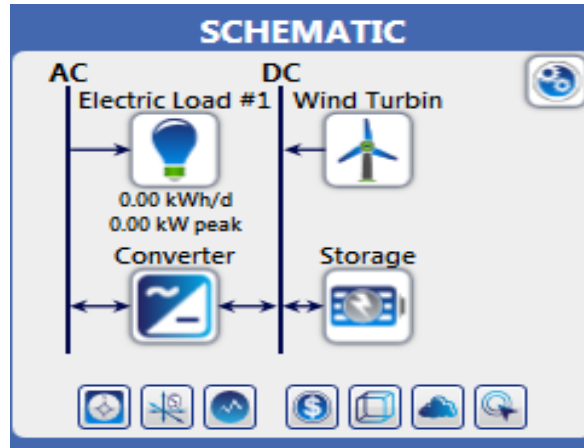 SCHEMATIC
AC DC
Electric Load #1 Wind Turbin
0.00 kWh/d
0.00 kW peak
Converter Storage